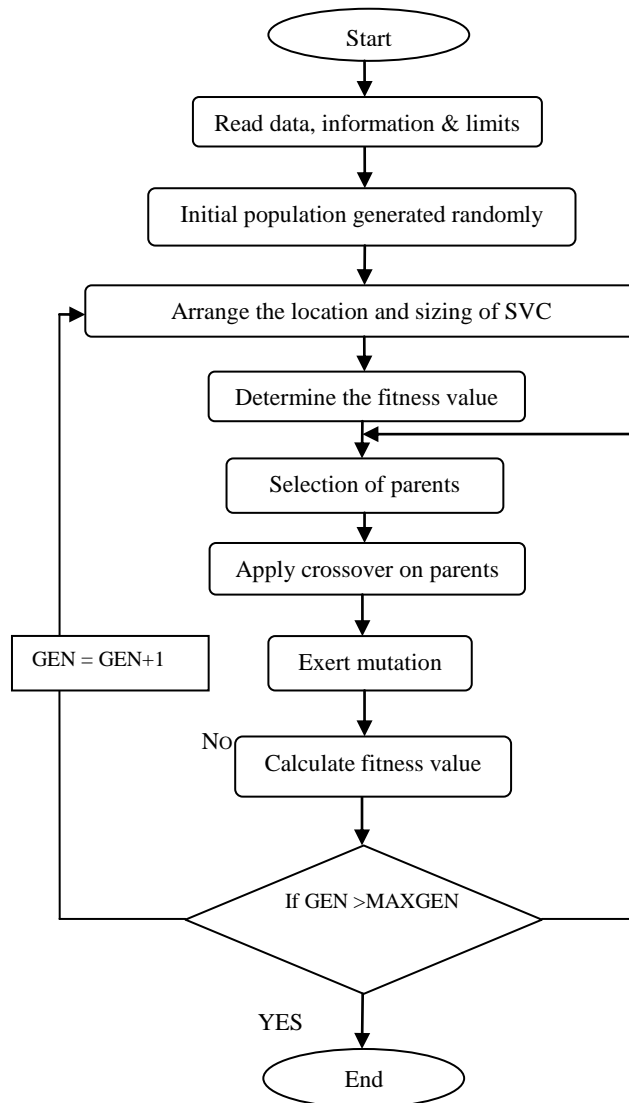 Start
Read data, information & limits
Initial population generated randomly
Arrange the location and sizing of SVC
Determine the fitness value
Selection of parents
Apply crossover on parents
GEN = GEN+1
Exert mutation
NO
Calculate fitness value
If GEN >MAXGEN
YES
End